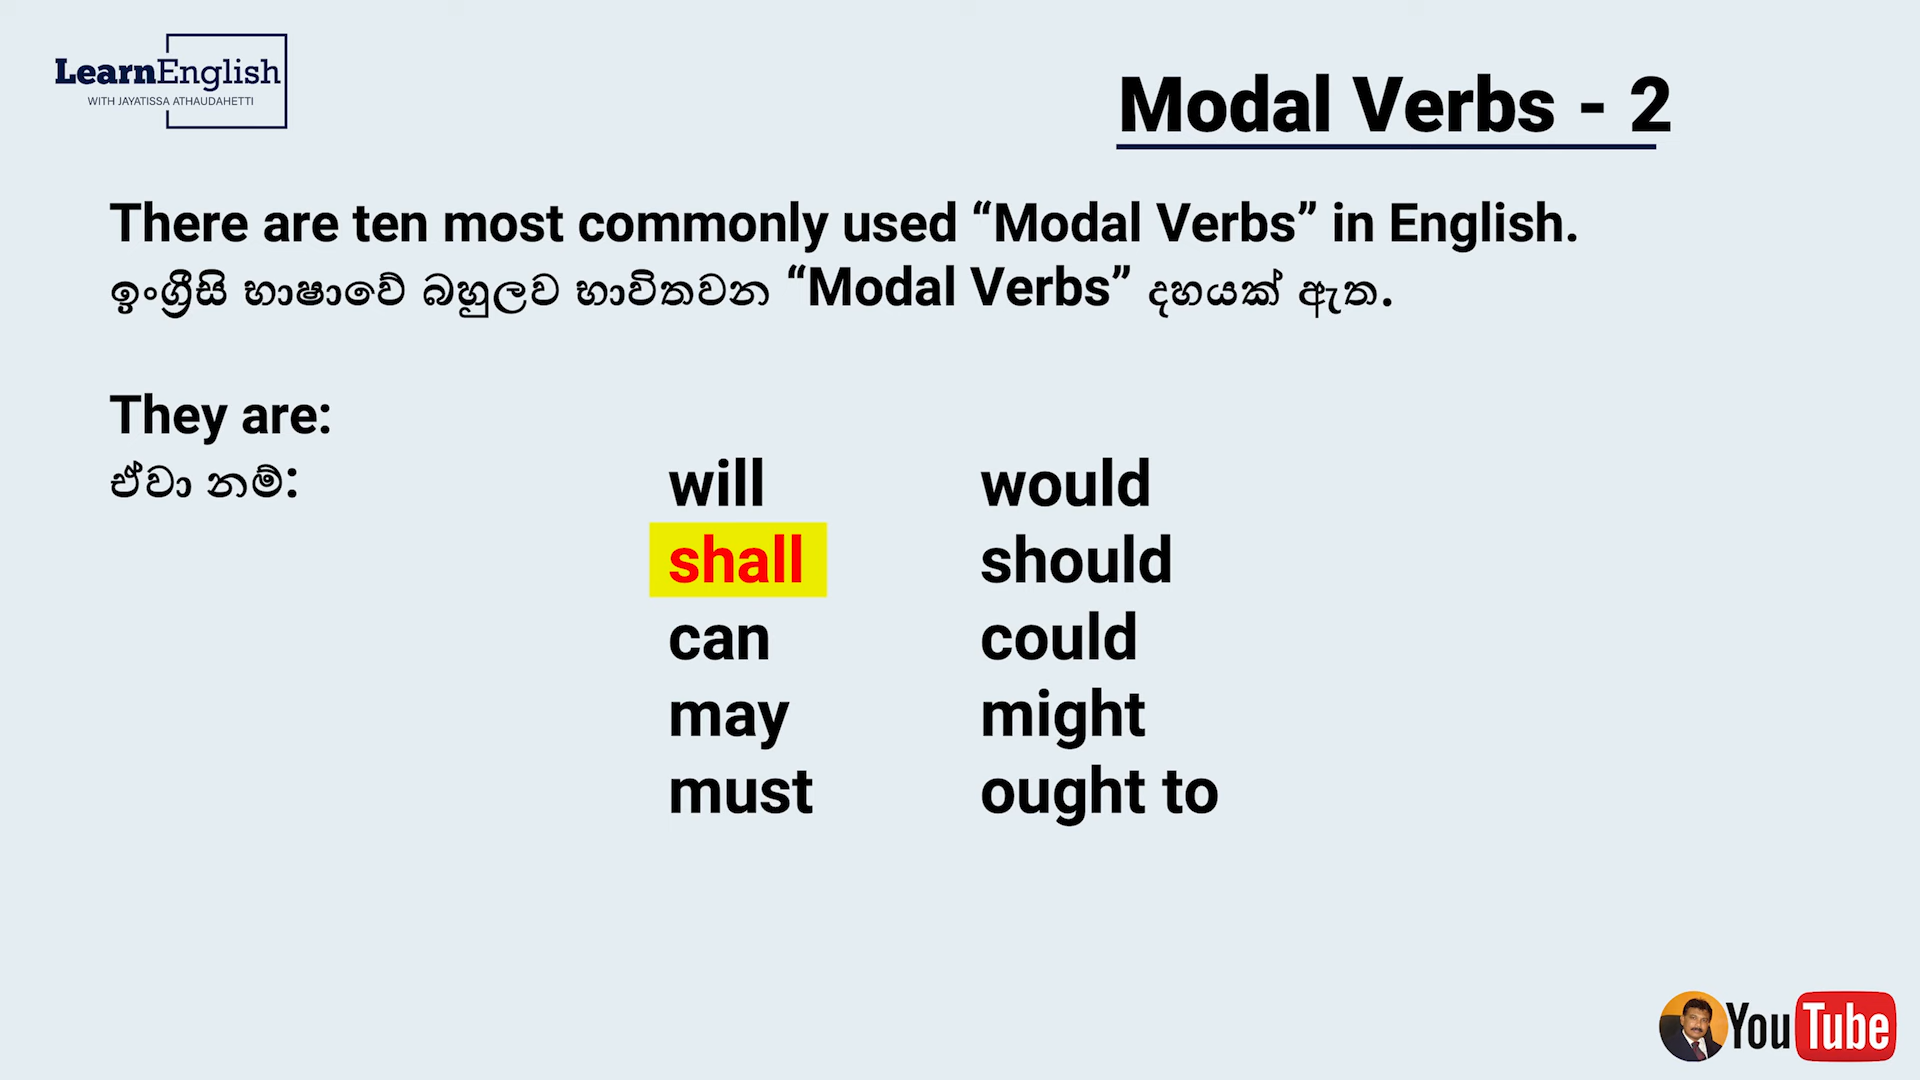 LearnEnglish
WITH JAYATISSA ATHAUDAHETTI
Modal Verbs - 2
There are ten most commonly used “Modal Verbs” in English.
ඉංග්‍රීසි භාෂාවේ බහුලව භාවිතවන “Modal Verbs” දහයක් ඇත.
They are:
ඒවා නම්:
will would
shall should
can could
may might
must ought to
YouTube